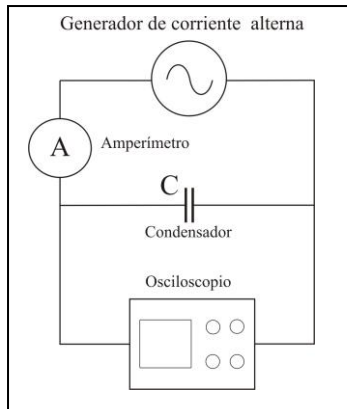 Generador de corriente alterna
A
Amperímetro
C
Condensador
Osciloscopio